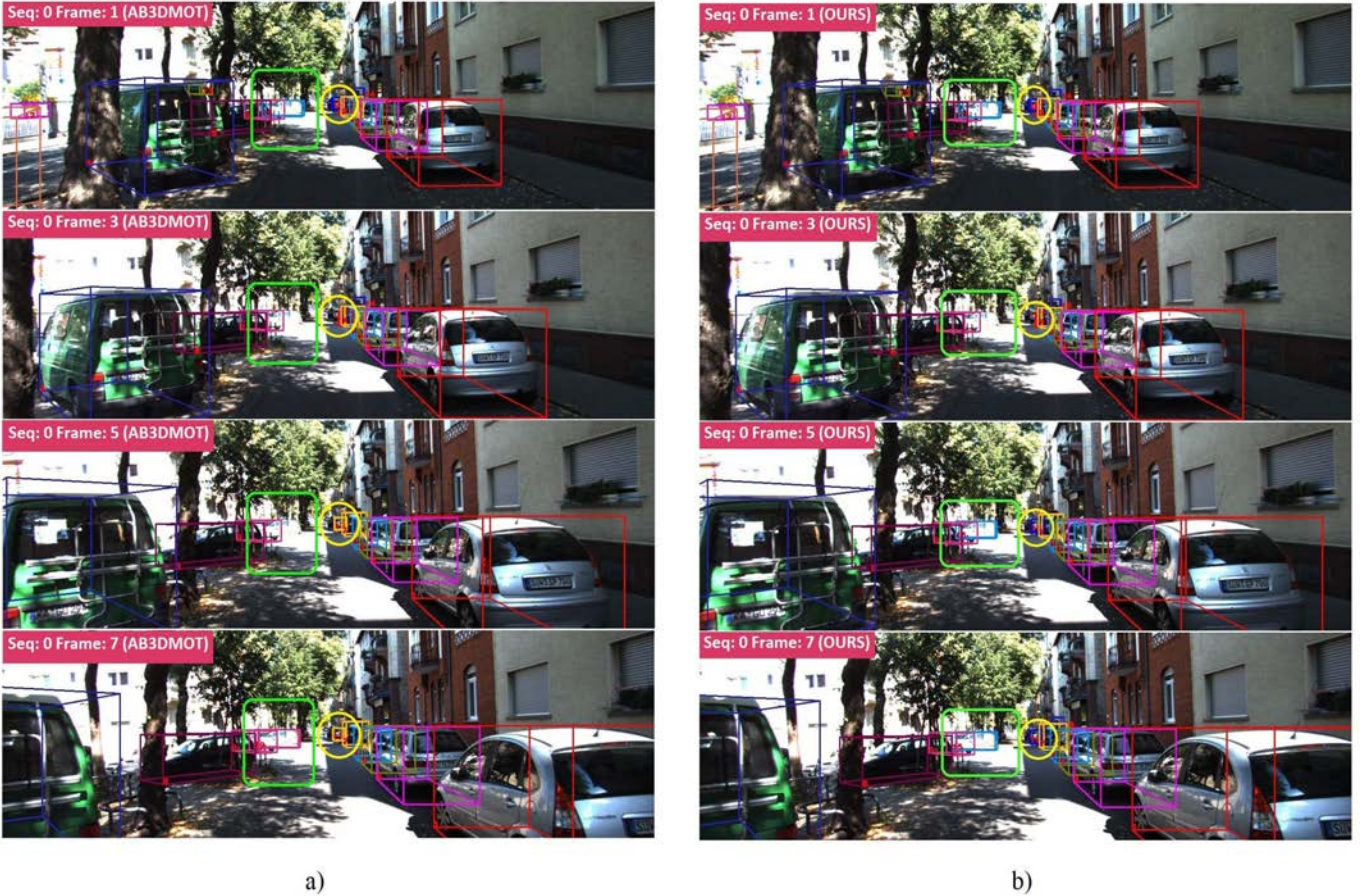 Seq: 0 Frame: 1 (AB3DMOT)
Seq: 0 Frame: 3 (AB3DMOT)
Seq: 0 Frame: 5 (AB3DMOT)
Seq: 0 Frame: 7 (AB3DMOT)
a)
Seq: 0 Frame: 1 (OURS)
Seq: 0 Frame: 3 (OURS)
Seq: 0 Frame: 5 (OURS)
Seq: 0 Frame: 7 (OURS)
b)